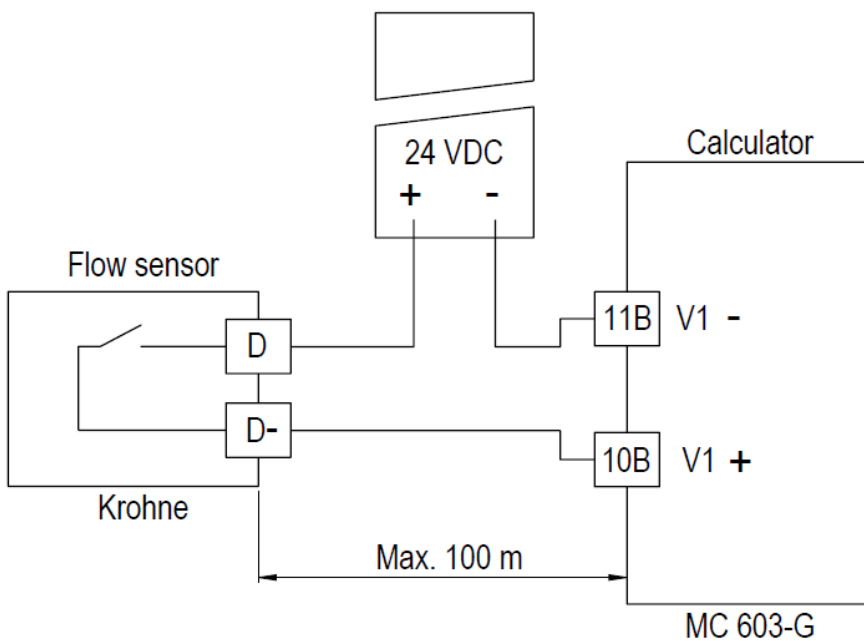 24 VDC
+ -
Calculator
Flow sensor
11B V1 -
D
D-
10B V1 +
Krohne
Max. 100 m
MC 603-G